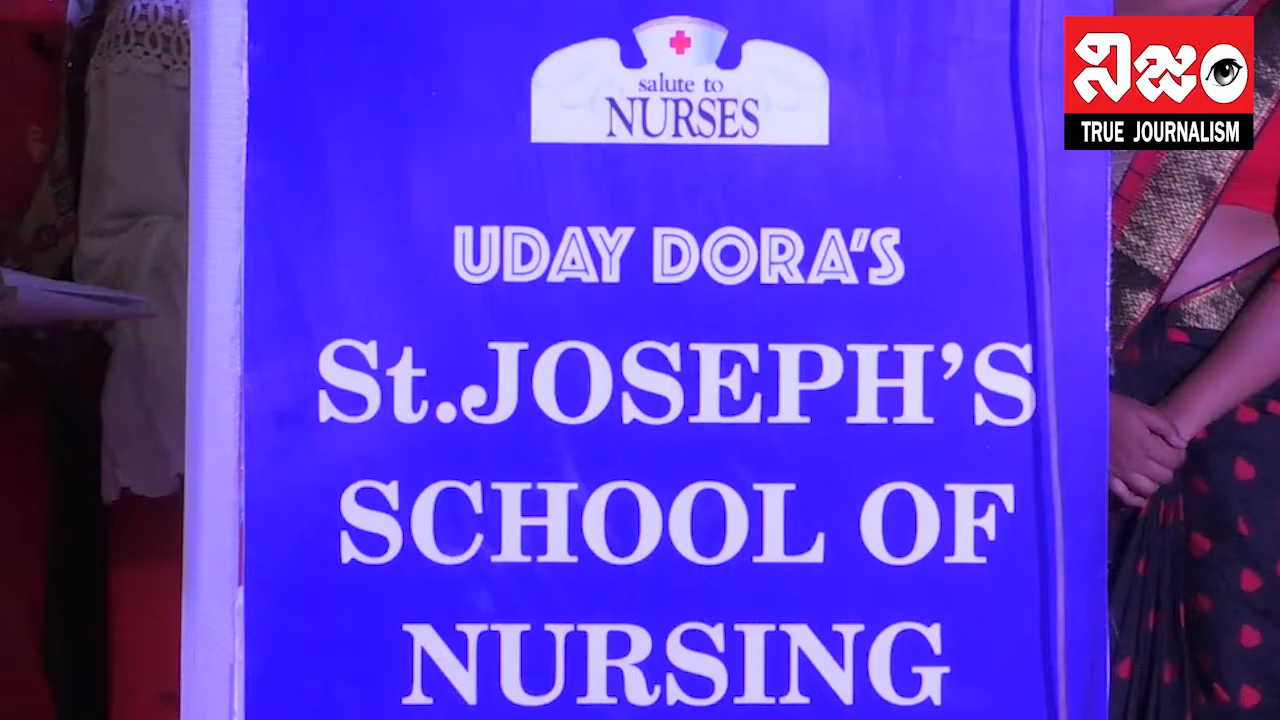 salute to
NURSES
UDAY DORA'S
St.JOSEPH'S
SCHOOL OF
NURSING
నిజం
TRUE JOURNALISM